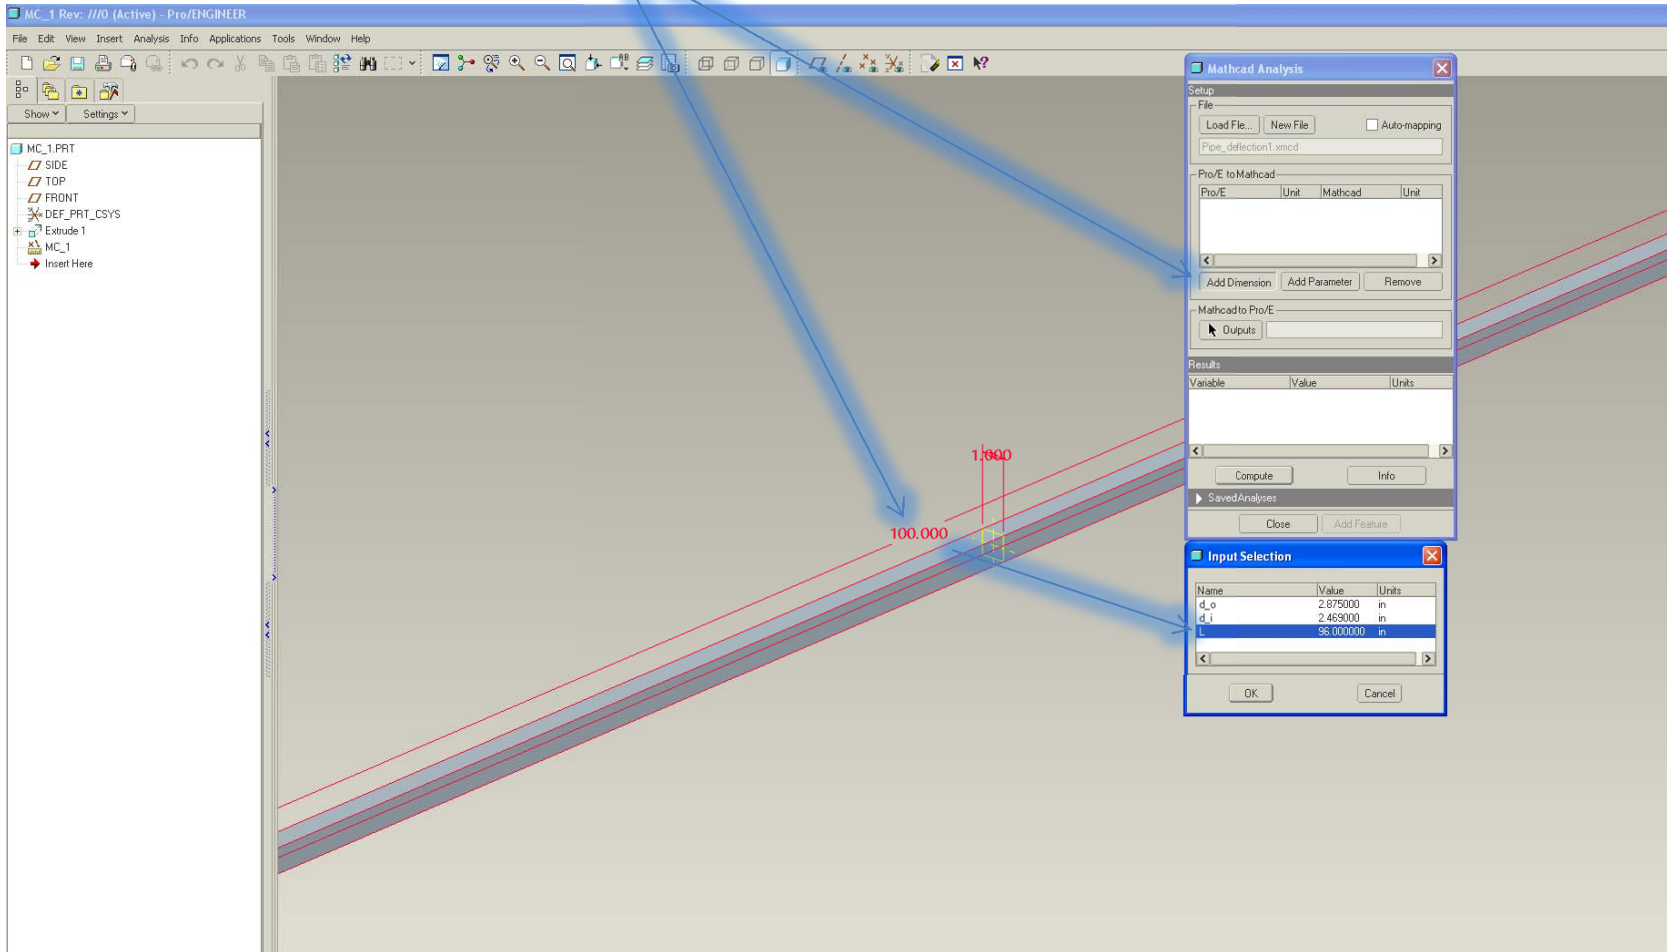 MC_1 Rev: ///0 (Active) - Pro/ENGINEER
File Edit View Insert Analysis Info Applications Tools Window Help
Show Settings
MC_1.PRT
SIDE
TOP
FRONT
DEF_PRT_CSYS
Extrude 1
MC_1
Insert Here
1.000
100.000
Mathcad Analysis
Setup
File
Load Fle... New File Auto-mapping
Pipe_deflection1.xmcd
Pro/E to Mathcad
Pro/E Unit Mathcad Unit
Add Dimension Add Parameter Remove
Mathcad to Pro/E
Outputs
Results
Variable Value Units
Compute Info
Saved Analyses
Close Add Feature
Input Selection
Name Value Units
d_o 2.875000 in
d_i 2.469000 in
L 96.000000 in
OK Cancel